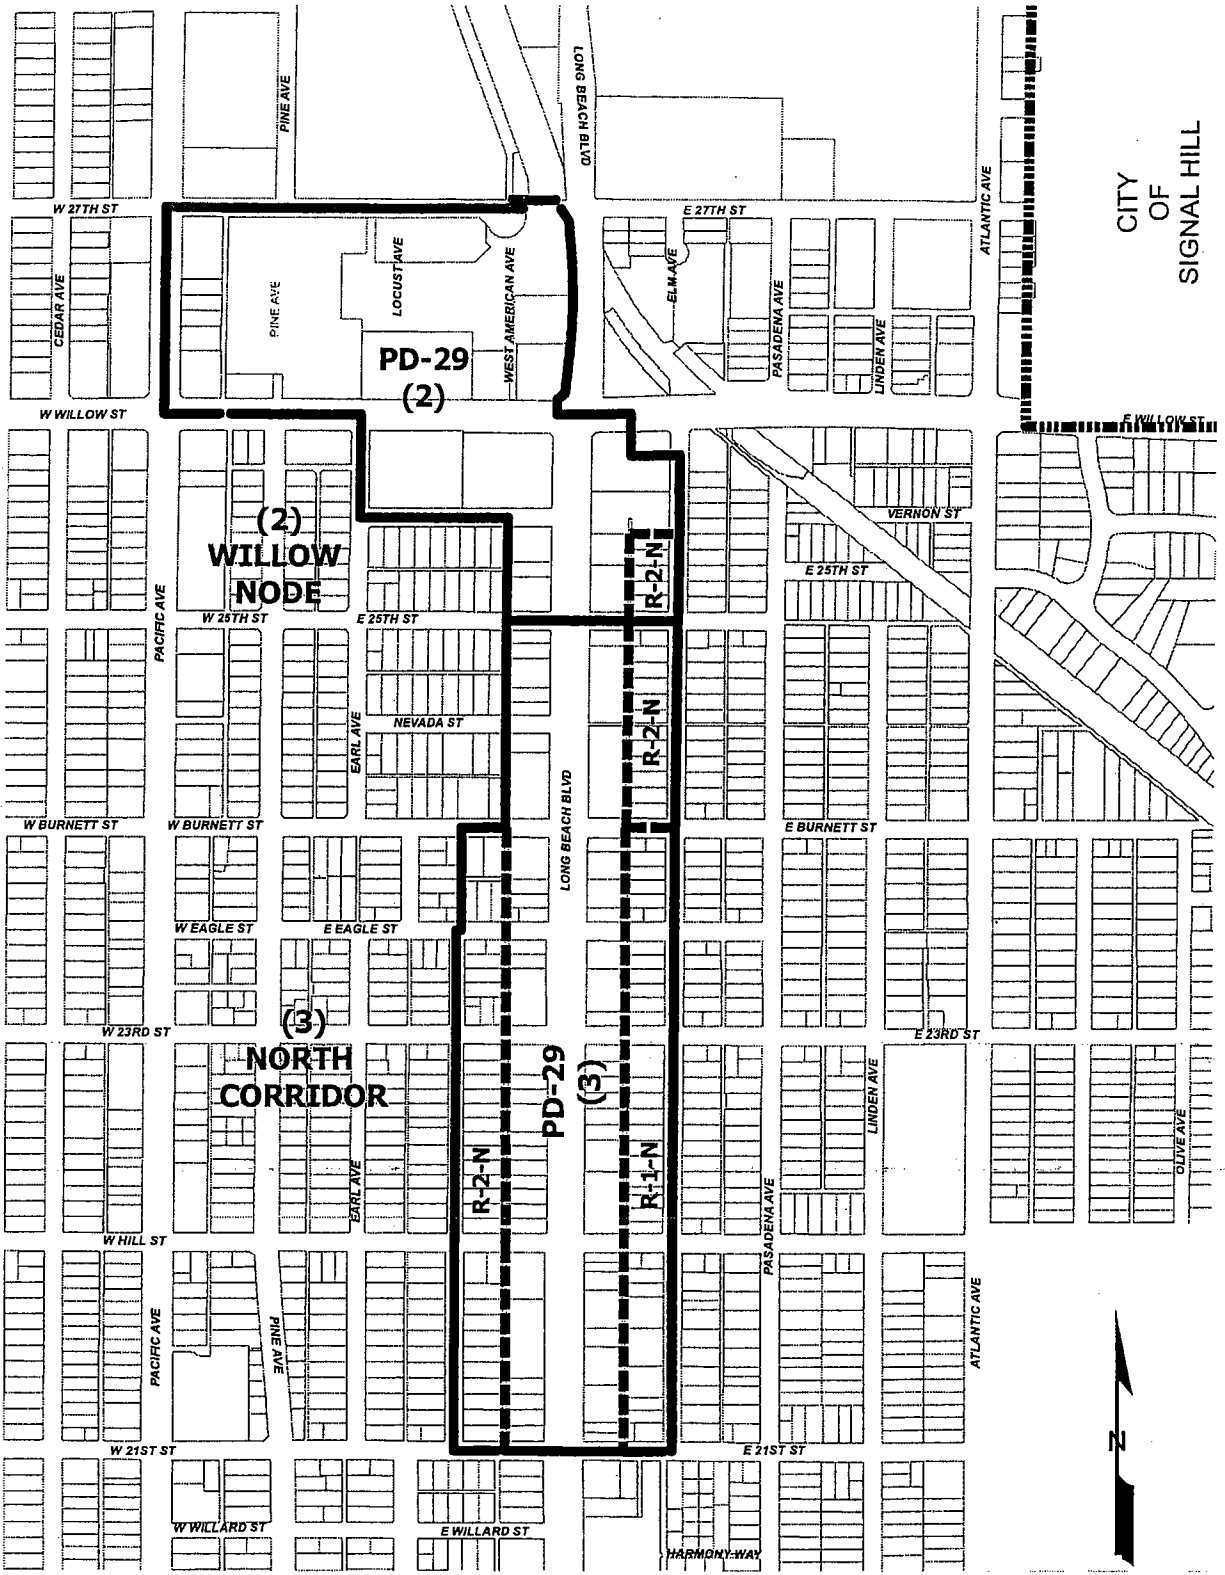 PINE AVE
LONG BEACH BLVD
CITY
OF
SIGNAL HILL
ATLANTIC AVE
W 27TH ST
E 27TH ST
CEDAR AVE
PINE AVE
LOCUST AVE
WEST AMERICAN AVE
ELM AVE
PASADENA AVE
LINDEN AVE
PD-29
(2)
W WILLOW ST
E WILLOW ST
(2)
WILLOW
NODE
VERNON ST
R-2-N
E 25TH ST
PACIFIC AVE
W 25TH ST
E 25TH ST
R-2-N
NEVADA ST
EARL AVE
LONG BEACH BLVD
W BURNETT ST
W BURNETT ST
E BURNETT ST
W EAGLE ST
E EAGLE ST
(3)
NORTH
CORRIDOR
W 23RD ST
E 23RD ST
PD-29
(3)
LINDEN AVE
OLIVE AVE
EARL AVE
R-2-N
R-1-N
PASADENA AVE
W HILL ST
PACIFIC AVE
PINE AVE
ATLANTIC AVE
W 21ST ST
E 21ST ST
N
W WILLARD ST
E WILLARD ST
HARMONY WAY